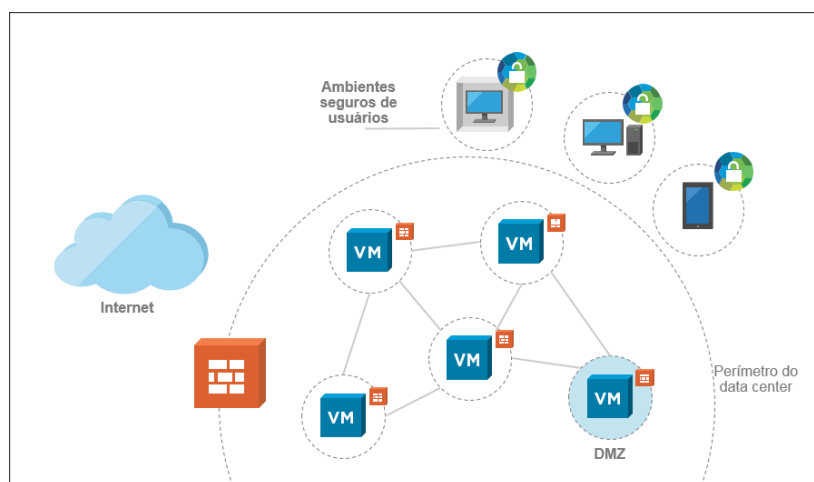 Ambientes
seguros de
usuários
VM
VM
Internet
VM
Perímetro do
data center
VM
VM
DMZ